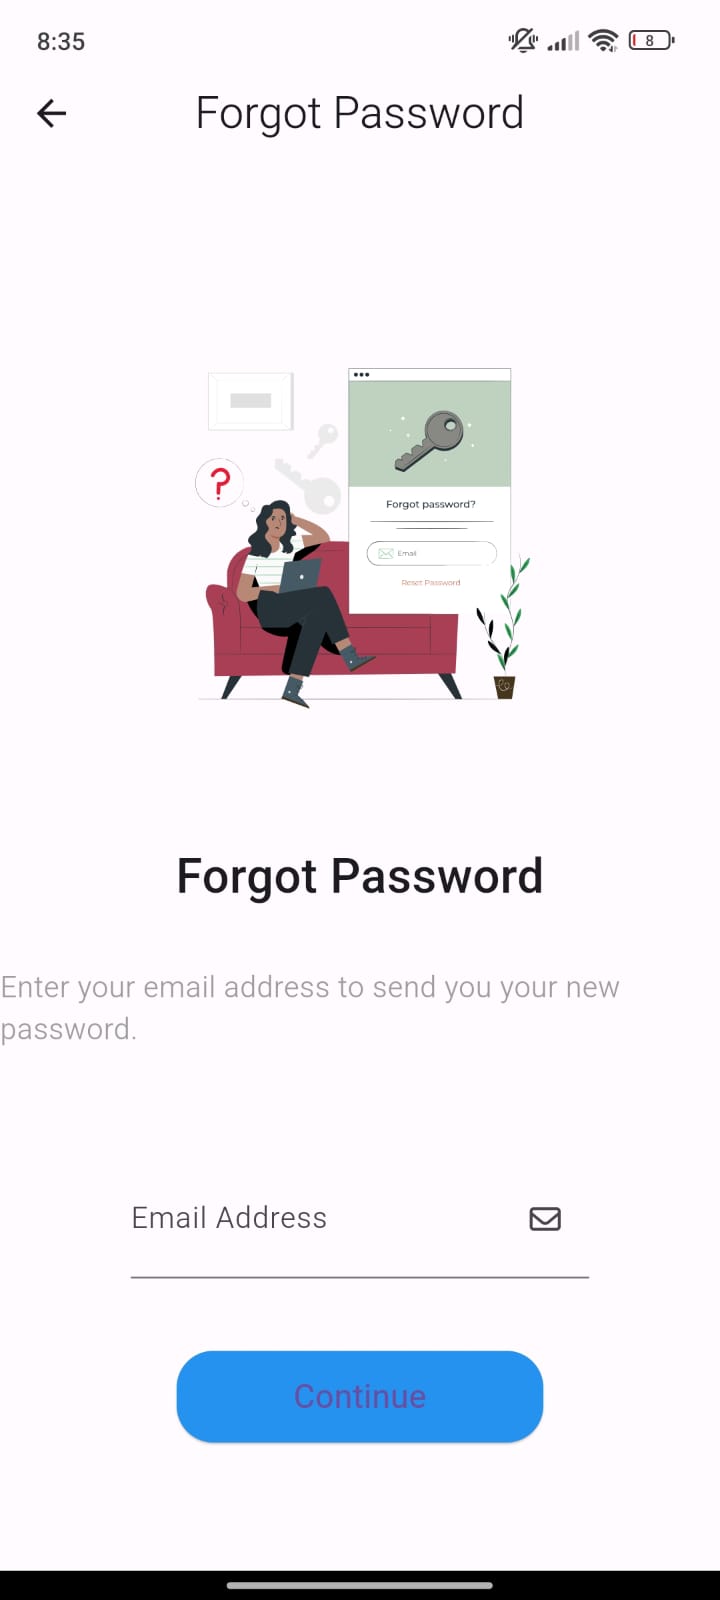 8:35
8
Forgot Password
?
Forgot password?
Email
Reset Password
Forgot Password
Enter your email address to send you your new
password.
Email Address
Continue